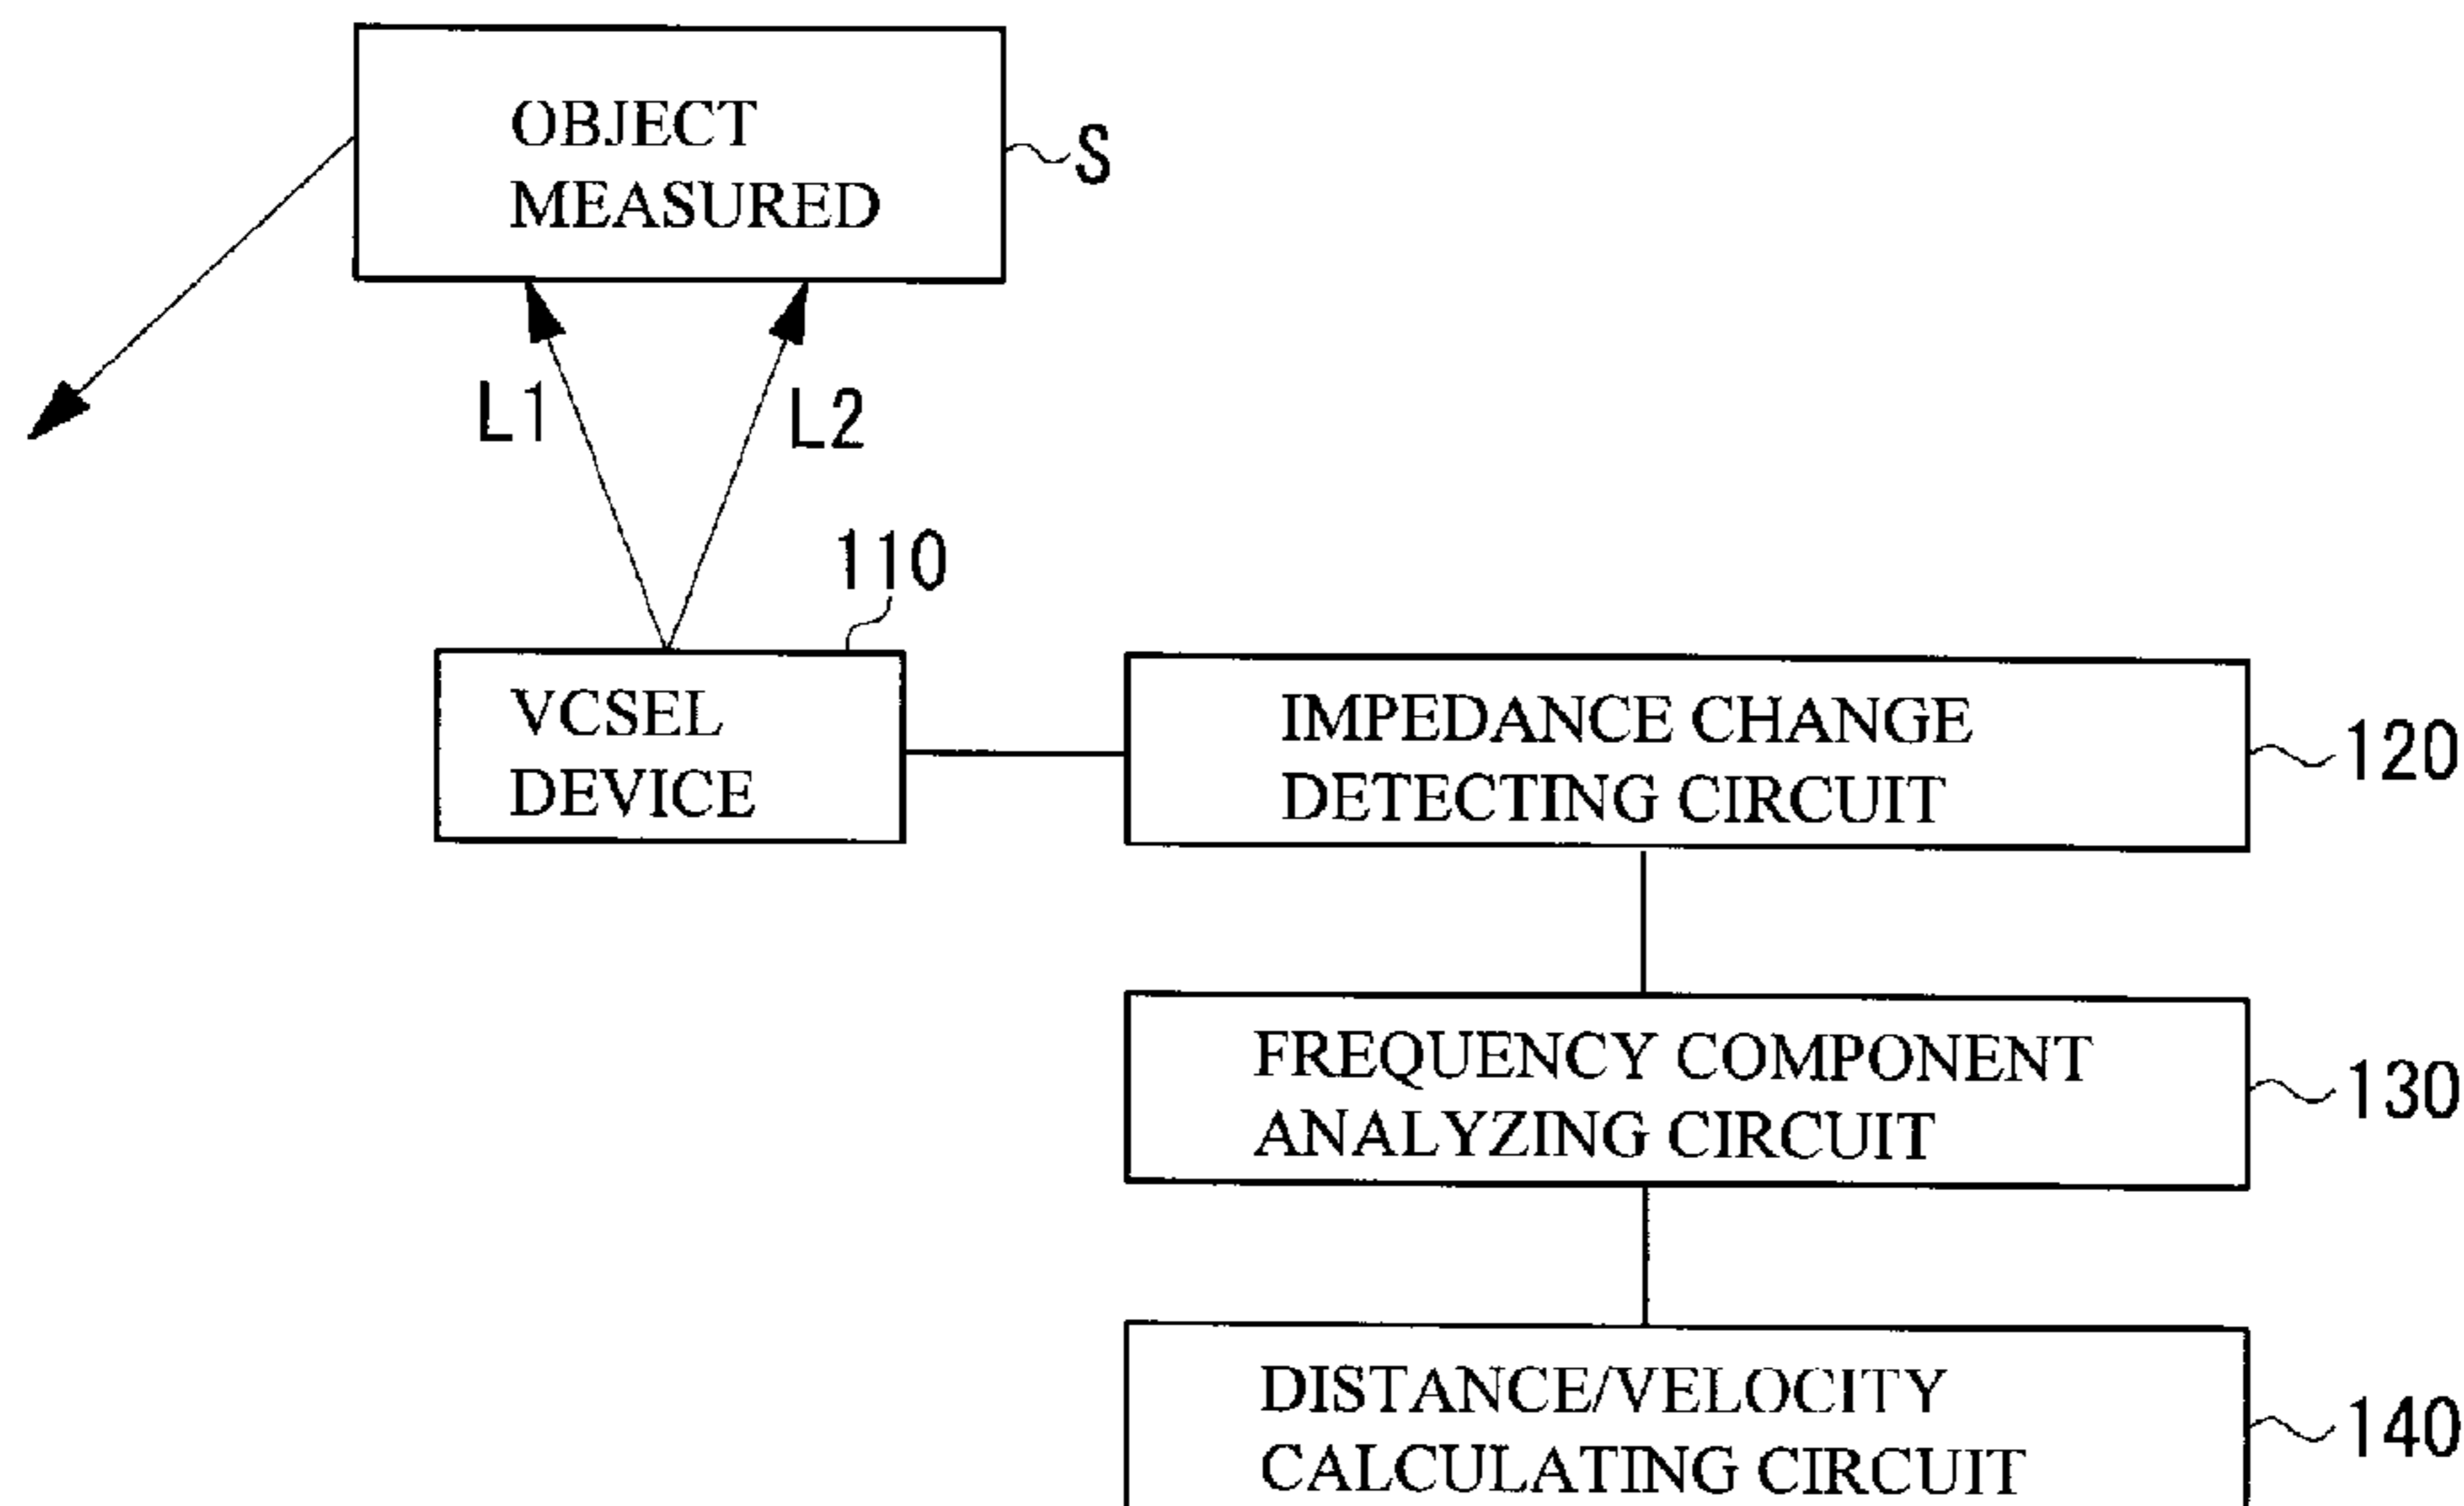 OBJECT
MEASURED
S
L1
L2
110
VCSEL
DEVICE
IMPEDANCE CHANGE
DETECTING CIRCUIT
120
FREQUENCY COMPONENT
ANALYZING CIRCUIT
130
DISTANCE/VELOCITY
CALCULATING CIRCUIT
140